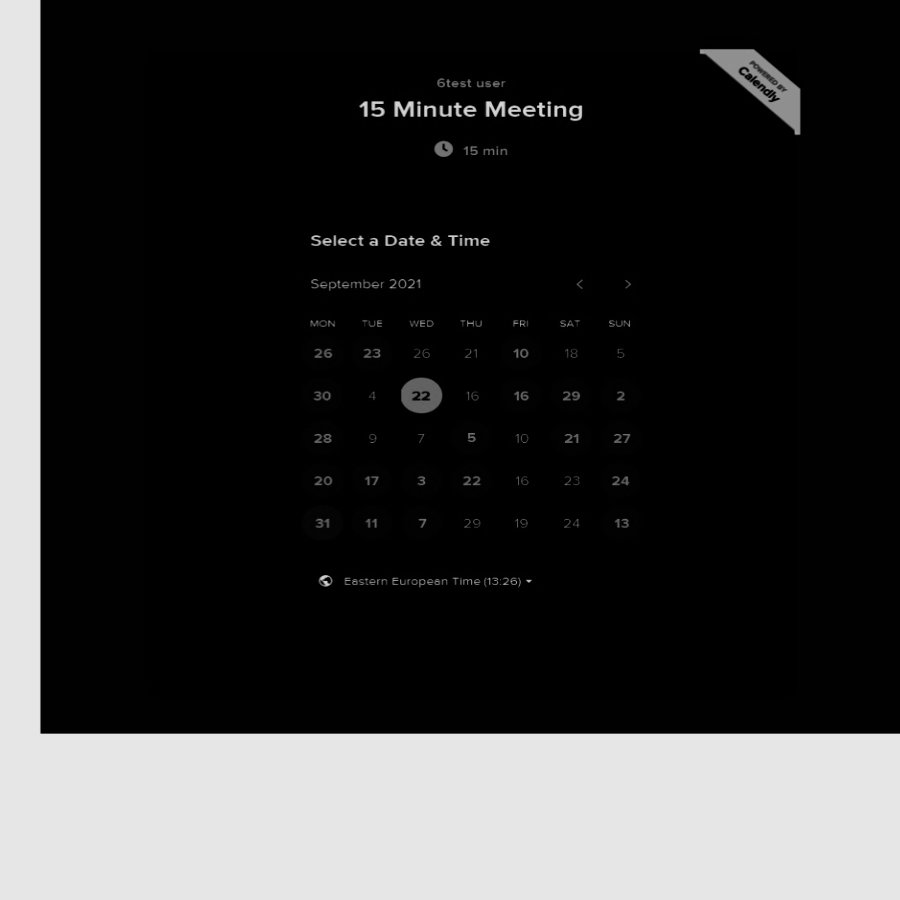 POWERED BY
Calendly
6test user
15 Minute Meeting
15 min
Select a Date & Time
September 2021
MON TUE WED THU FRI SAT SUN
26 23 26 21 10 18 5
30 4 22 16 16 29 2
28 9 7 5 10 21 27
20 17 3 22 16 23 24
31 11 7 29 19 24 13
Eastern European Time (13:26)